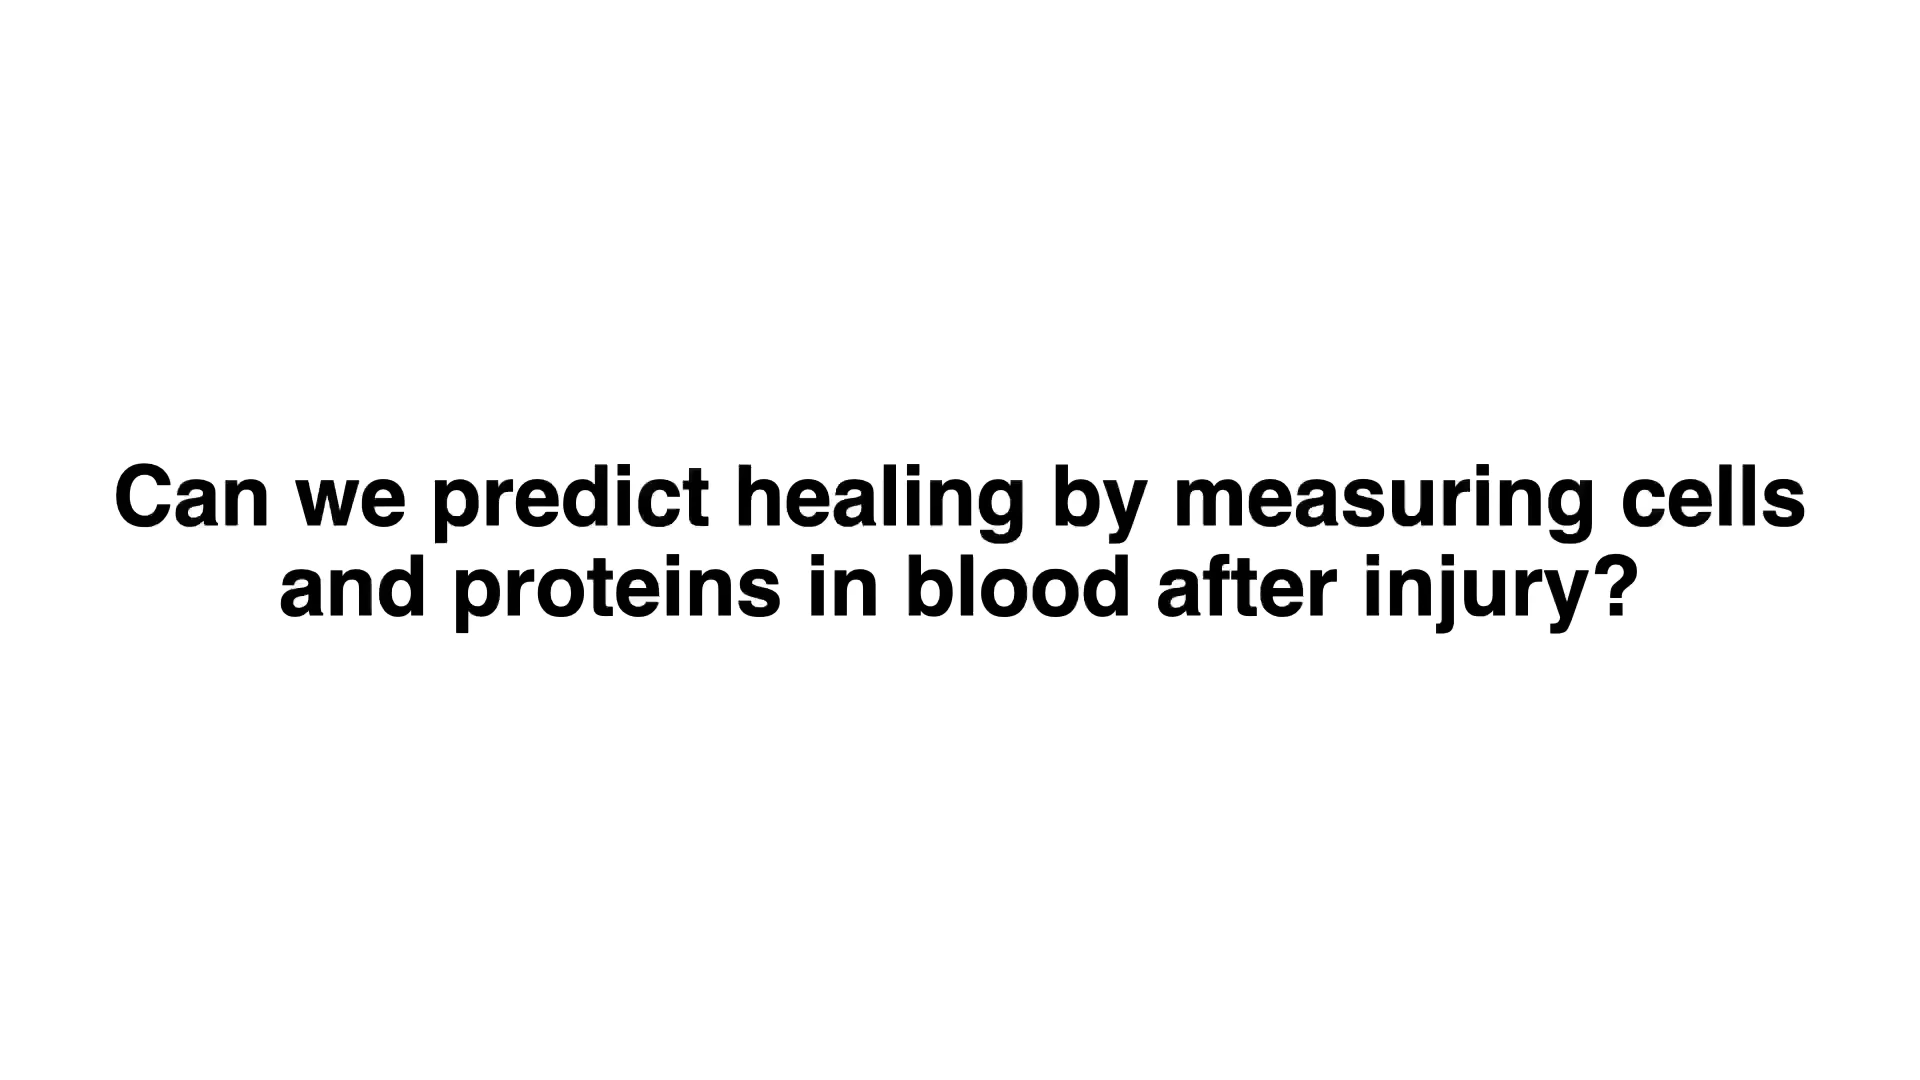 Can we predict healing by measuring cells
and proteins in blood after injury?